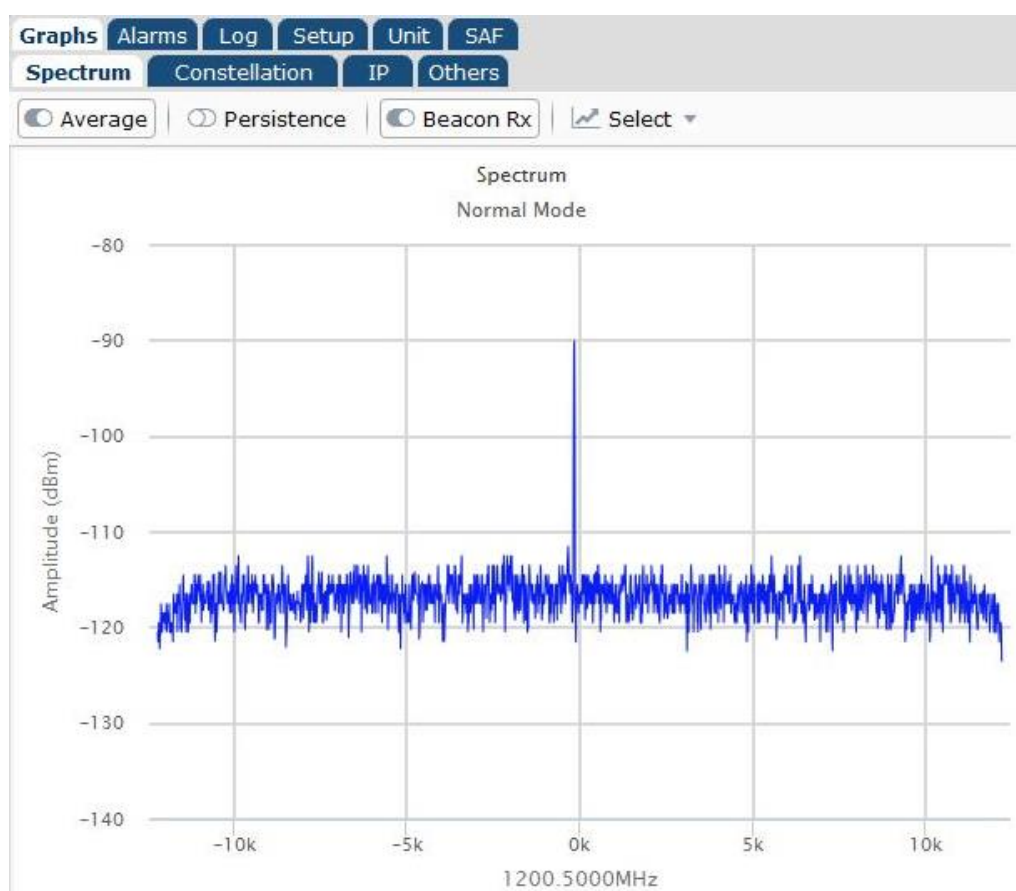 Graphs Alarms Log Setup Unit SAF
Spectrum Constellation IP Others
Average Persistence Beacon Rx Select
Spectrum
Normal Mode
-80
-90
-100
-110
-120
-130
-140
Amplitude (dBm)
-10k -5k 0k 5k 10k
1200.5000MHz